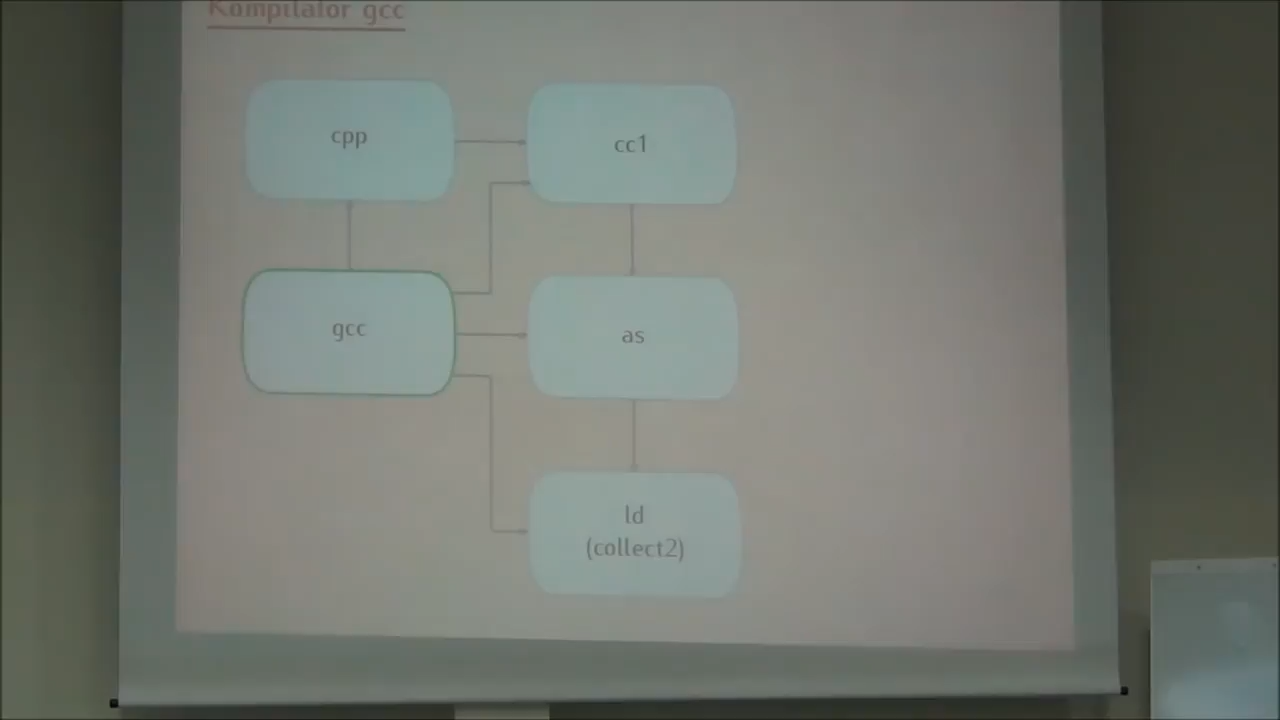 Kompilator gcc
cpp
cc1
gcc
as
ld
(collect2)